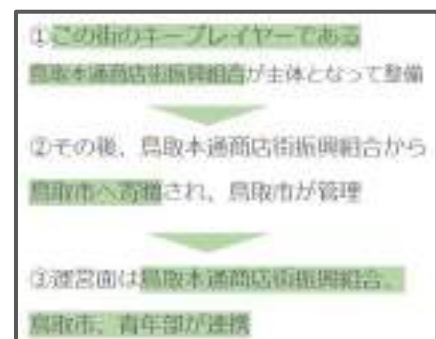 ①この街のキープレイヤーである
鳥取本通商店街振興組合が主体となって整備
②その後、鳥取本通商店街振興組合から
鳥取市へ寄贈され、鳥取市が管理
③運営面は鳥取本通商店街振興組合、
鳥取市、青年部が連携